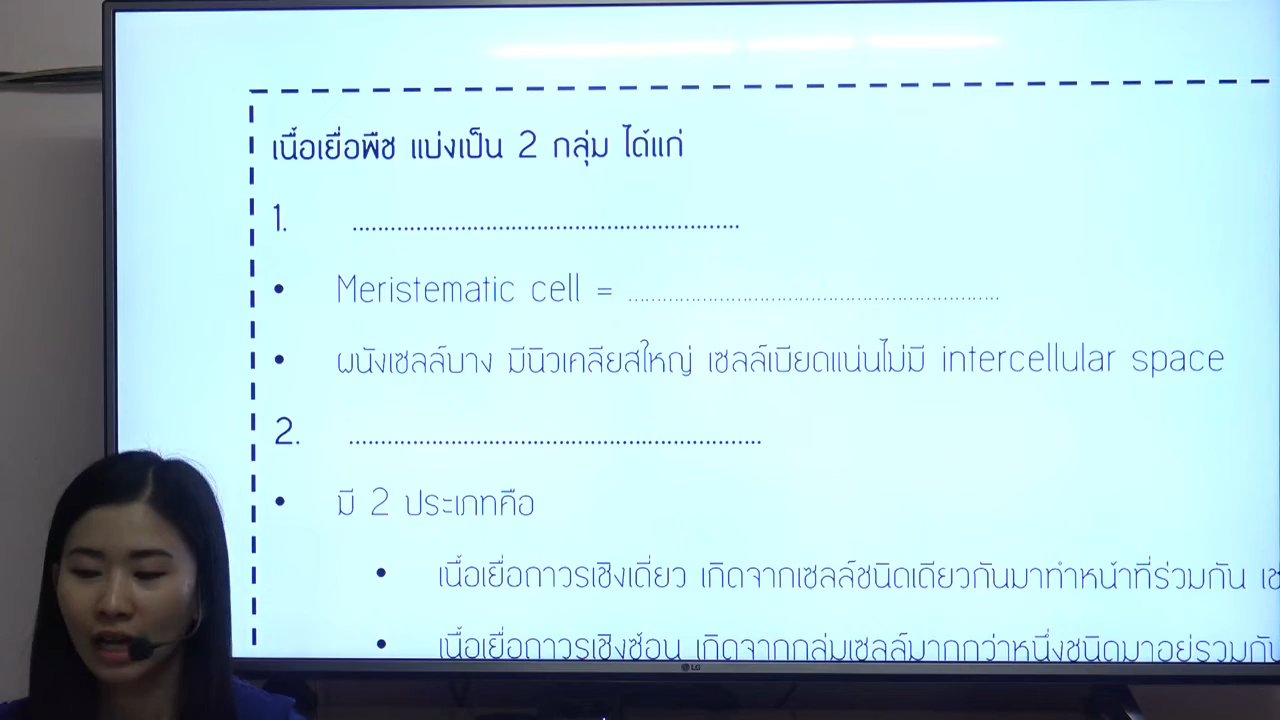 เนื้อเยื่อพืช แบ่งเป็น 2 กลุ่ม ได้แก่
1. ............................................................
• Meristematic cell = ............................................................
• ผนังเซลล์บาง มีนิวเคลียสใหญ่ เซลล์เบียดแน่นไม่มี intercellular space
2. ............................................................
• มี 2 ประเภทคือ
• เนื้อเยื่อถาวรเชิงเดี่ยว เกิดจากเซลล์ชนิดเดียวกันมาทำหน้าที่ร่วมกัน
• เนื้อเยื่อถาวรเชิงซ้อน เกิดจากกลุ่มเซลล์มากกว่าหนึ่งชนิดมาอยู่รวมกัน
LG